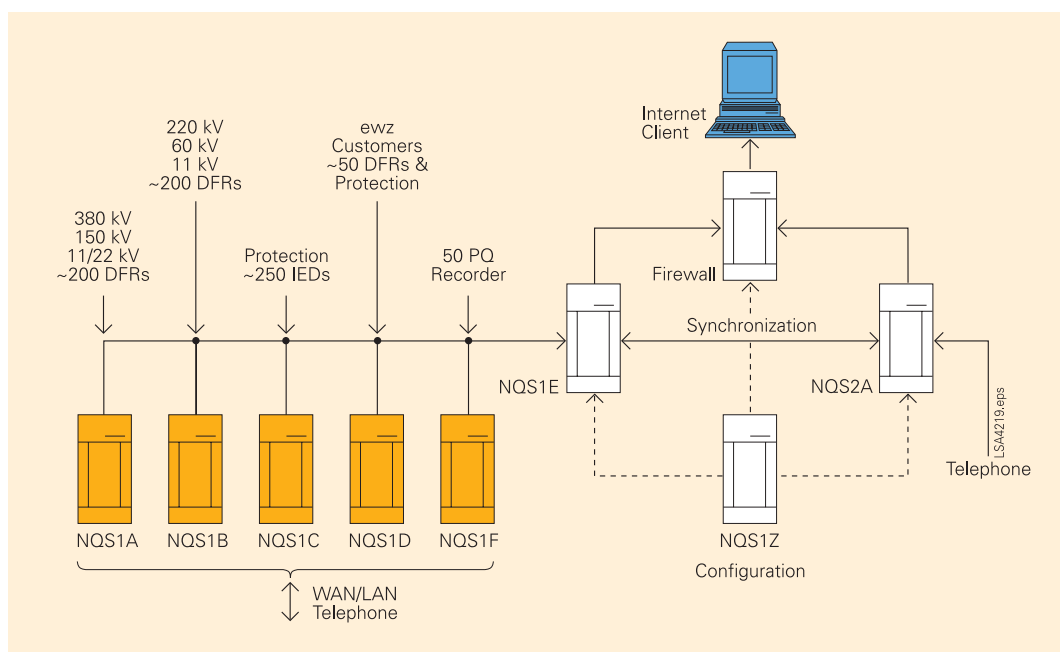 380 kV
150 kV
11/22 kV
~200 DFRs
220 kV
60 kV
11 kV
~200 DFRs
Protection
~250 IEDs
ewz
Customers
~50 DFRs &
Protection
50 PQ
Recorder
Internet
Client
Firewall
Synchronization
NQS1E
NQS2A
LSA4219.eps
Telephone
NQS1A
NQS1B
NQS1C
NQS1D
NQS1F
NQS1Z
Configuration
WAN/LAN
Telephone